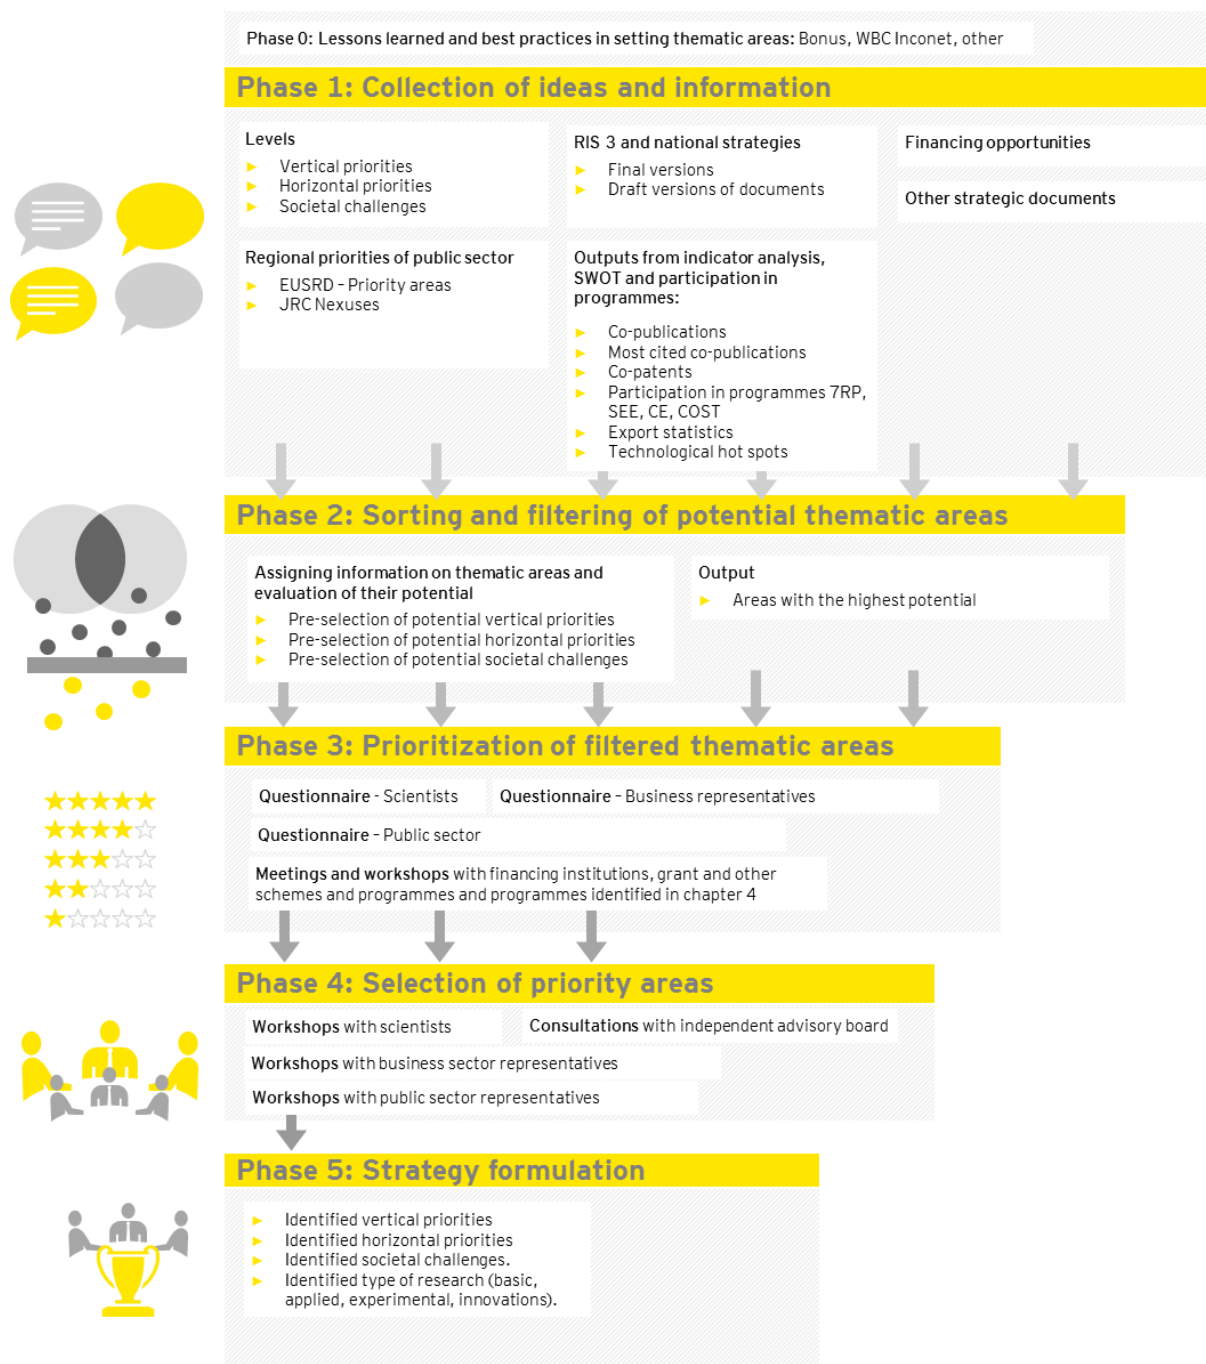 Phase 0: Lessons learned and best practices in setting thematic areas: Bonus, WBC Inconet, other
Phase 1: Collection of ideas and information
Levels
► Vertical priorities
► Horizontal priorities
► Societal challenges
RIS 3 and national strategies
► Final versions
► Draft versions of documents
Financing opportunities
Other strategic documents
Regional priorities of public sector
► EUSRD – Priority areas
► JRC Nexuses
Outputs from indicator analysis,
SWOT and participation in
programmes:
► Co-publications
► Most cited co-publications
► Co-patents
► Participation in programmes 7RP,
SEE, CE, COST
► Export statistics
► Technological hot spots
Phase 2: Sorting and filtering of potential thematic areas
Assigning information on thematic areas and
evaluation of their potential
► Pre-selection of potential vertical priorities
► Pre-selection of potential horizontal priorities
► Pre-selection of potential societal challenges
Output
► Areas with the highest potential
Phase 3: Prioritization of filtered thematic areas
Questionnaire - Scientists
Questionnaire – Business representatives
Questionnaire – Public sector
Meetings and workshops with financing institutions, grant and other
schemes and programmes and programmes identified in chapter 4
Phase 4: Selection of priority areas
Workshops with scientists
Consultations with independent advisory board
Workshops with business sector representatives
Workshops with public sector representatives
Phase 5: Strategy formulation
► Identified vertical priorities
► Identified horizontal priorities
► Identified societal challenges.
► Identified type of research (basic,
applied, experimental, innovations).